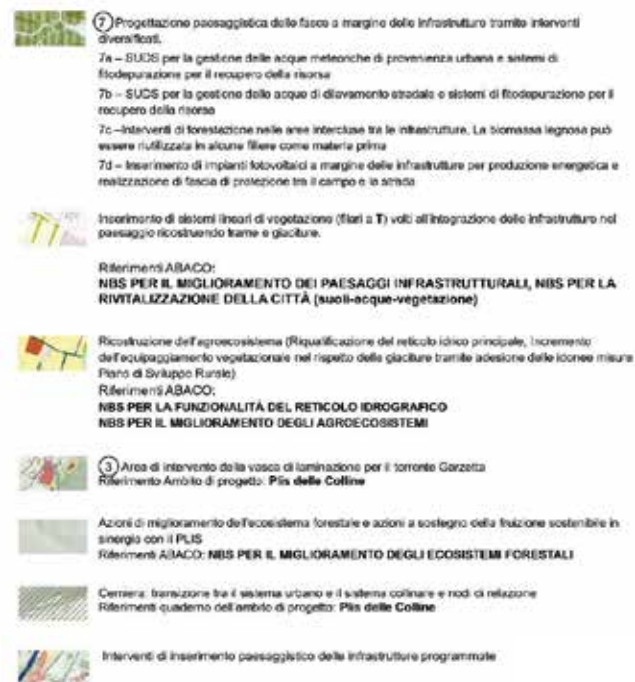 7 Progettazione paesaggistica delle fasce a margine delle infrastrutture tramite interventi
diversificati.
7a – SUDS per la gestione delle acque meteoriche di provenienza urbana e sistemi di
fitodepurazione per il recupero della risorsa
7b – SUDS per la gestione delle acque di dilavamento stradale e sistemi di fitodepurazione per il
recupero della risorsa
7c –Interventi di forestazione nelle aree intercluse tra le infrastrutture. La biomassa legnosa può
essere riutilizzata in alcune filiere come materia prima
7d – Inserimento di impianti fotovoltaici a margine delle infrastrutture per produzione energetica e
realizzazione di fascia di protezione tra il campo e la strada
Inserimento di sistemi lineari di vegetazione (filari a T) volti all'integrazione delle infrastrutture nel
paesaggio ricostruendo trame e giaciture.
Riferimenti ABACO:
NBS PER IL MIGLIORAMENTO DEI PAESAGGI INFRASTRUTTURALI, NBS PER LA
RIVITALIZZAZIONE DELLA CITTÀ (suoli-acque-vegetazione)
Ricostruzione dell'agroecosistema (Riqualificazione del reticolo idrico principale, Incremento
dell'equipaggiamento vegetazionale nel rispetto delle giaciture tramite adesione delle idonee misure
Piano di Sviluppo Rurale)
Riferimenti ABACO:
NBS PER LA FUNZIONALITÀ DEL RETICOLO IDROGRAFICO
NBS PER IL MIGLIORAMENTO DEGLI AGROECOSISTEMI
3 Area di intervento della vasca di laminazione per il torrente Garzetta
Riferimento Ambito di progetto: Plis delle Colline
Azioni di miglioramento dell'ecosistema forestale e azioni a sostegno della fruizione sostenibile in
sinergia con il PLIS
Riferimenti ABACO: NBS PER IL MIGLIORAMENTO DEGLI ECOSISTEMI FORESTALI
Cerniera: transizione fra il sistema urbano e il sistema collinare e nodi di relazione
Riferimenti quaderno dell'ambito di progetto: Plis delle Colline
Interventi di inserimento paesaggistico delle infrastrutture programmate